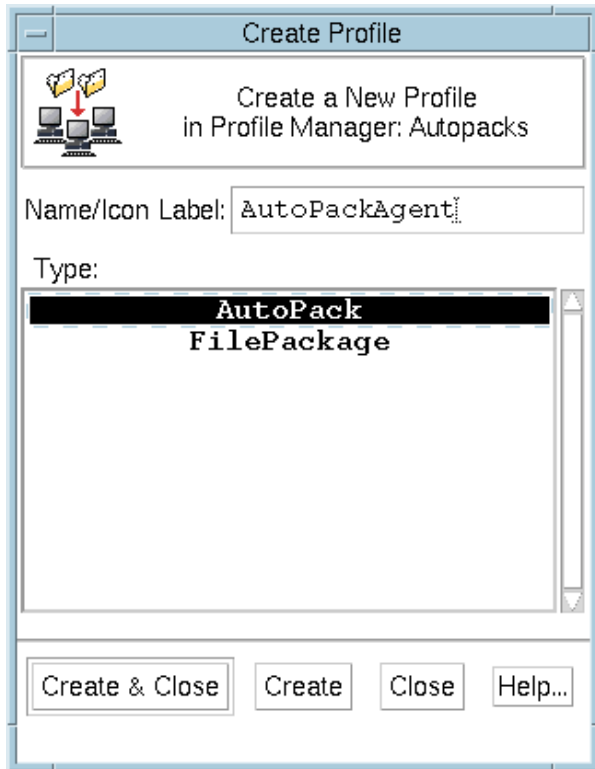 Create Profile
Create a New Profile
in Profile Manager: Autopacks
Name/Icon Label: AutoPackAgent
Type:
AutoPack
FilePackage
Create & Close Create Close Help...